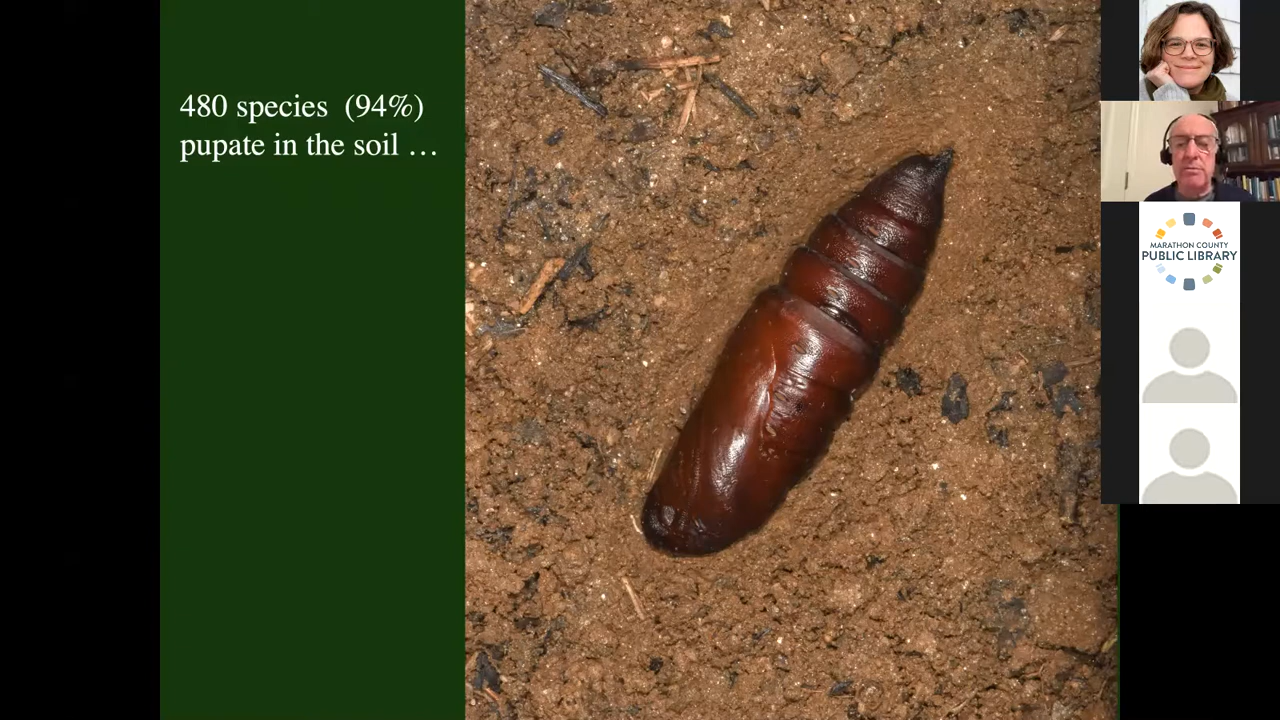 480 species (94%)
pupate in the soil …
MARATHON COUNTY
PUBLIC LIBRARY